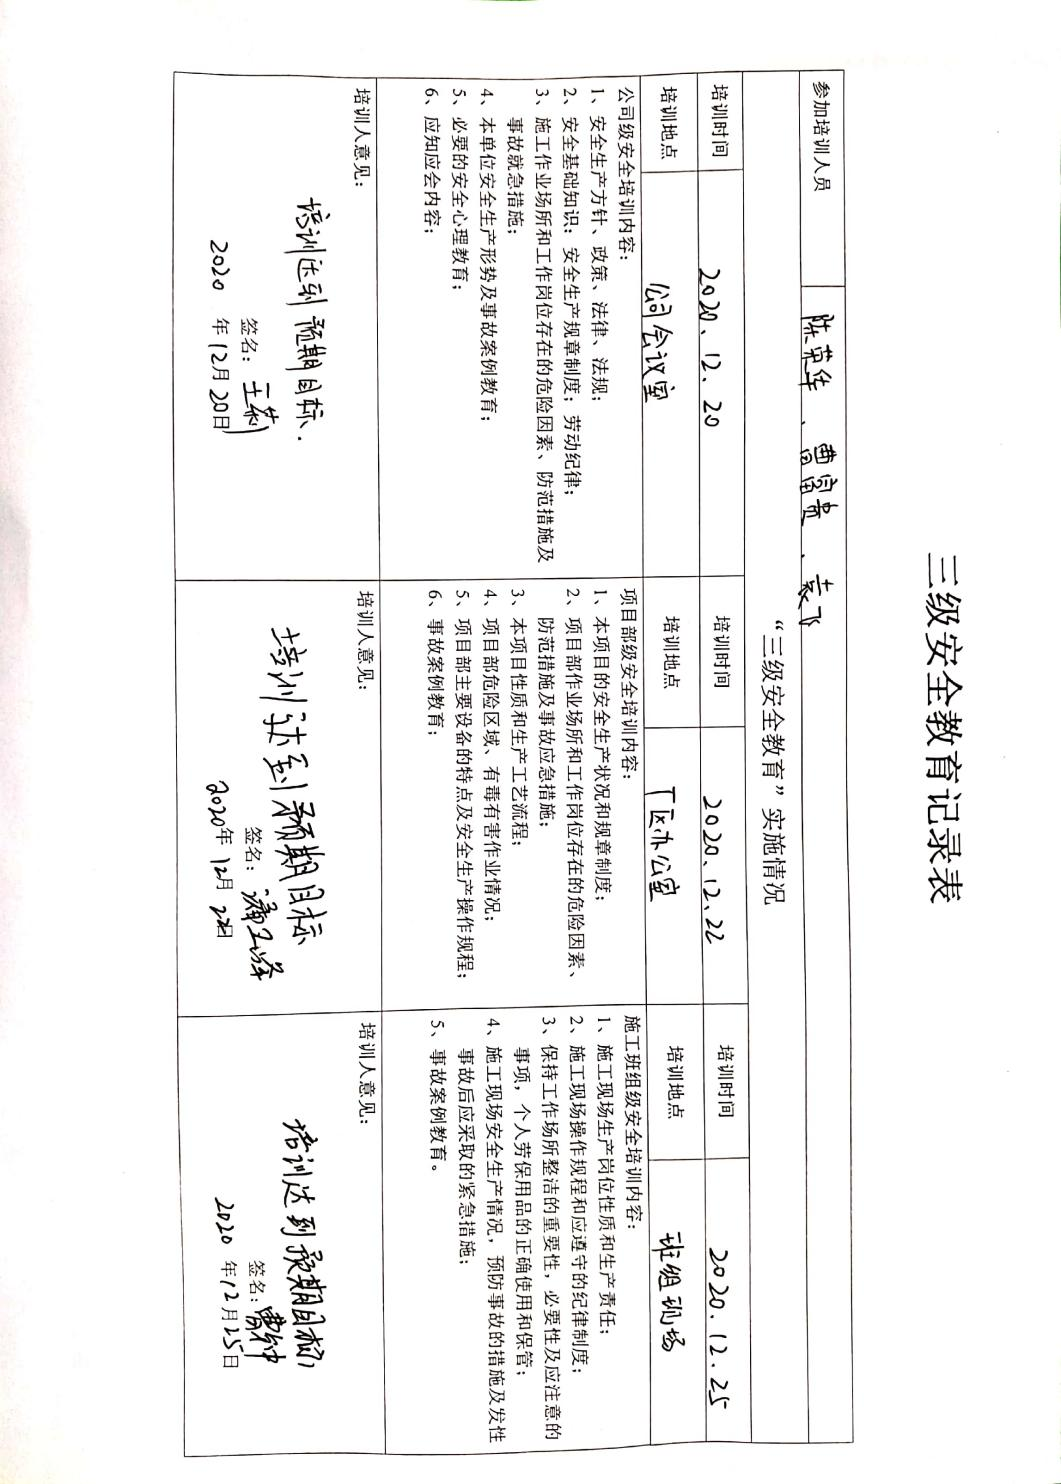 三级安全教育记录表
参加培训人员 陈荣华、曹富贵、袁飞
“三级安全教育”实施情况
培训时间 2020.12.20 培训时间 2020.12.22 培训时间 2020.12.25
培训地点 公司会议室 培训地点 厂区办公室 培训地点 班组现场
公司级安全培训内容：
1、安全生产方针、政策、法律、法规；
2、安全基础知识：安全生产规章制度；劳动纪律；
3、施工作业场所和工作岗位存在的危险因素、防范措施及
事故就急措施；
4、本单位安全生产形势及事故案例教育；
5、必要的安全心理教育；
6、应知应会内容；
项目部级安全培训内容：
1、本项目的安全生产状况和规章制度；
2、项目部作业场所和工作岗位存在的危险因素、
防范措施及事故应急措施；
3、本项目性质和生产工艺流程；
4、项目部危险区域、有毒有害作业情况；
5、项目部主要设备的特点及安全生产操作规程；
6、事故案例教育；
施工班组级安全培训内容：
1、施工现场生产岗位性质和生产责任；
2、施工现场操作规程和应遵守的纪律制度；
3、保持工作场所整洁的重要性，必要性及应注意的
事项，个人劳保用品的正确使用和保管；
4、施工现场安全生产情况，预防事故的措施及发性
事故后应采取的紧急措施；
5、事故案例教育。
培训人意见：
培训达到预期目标.
签名：
2020年12月20日
培训人意见：
培训达到预期目标
签名：
2020年12月22日
培训人意见：
培训达到预期目标
签名：
2020年12月25日